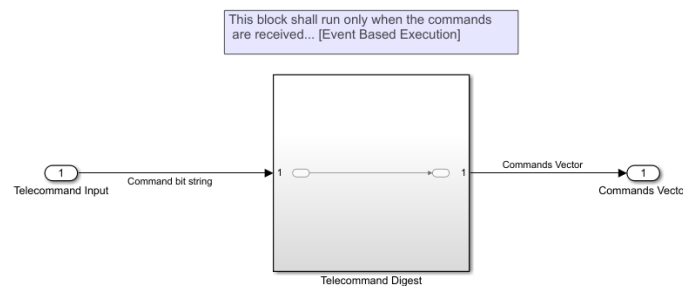 This block shall run only when the commands
are received... [Event Based Execution]
1
Telecommand Input
Command bit string
1
1
Telecommand Digest
Commands Vector
1
Commands Vecto